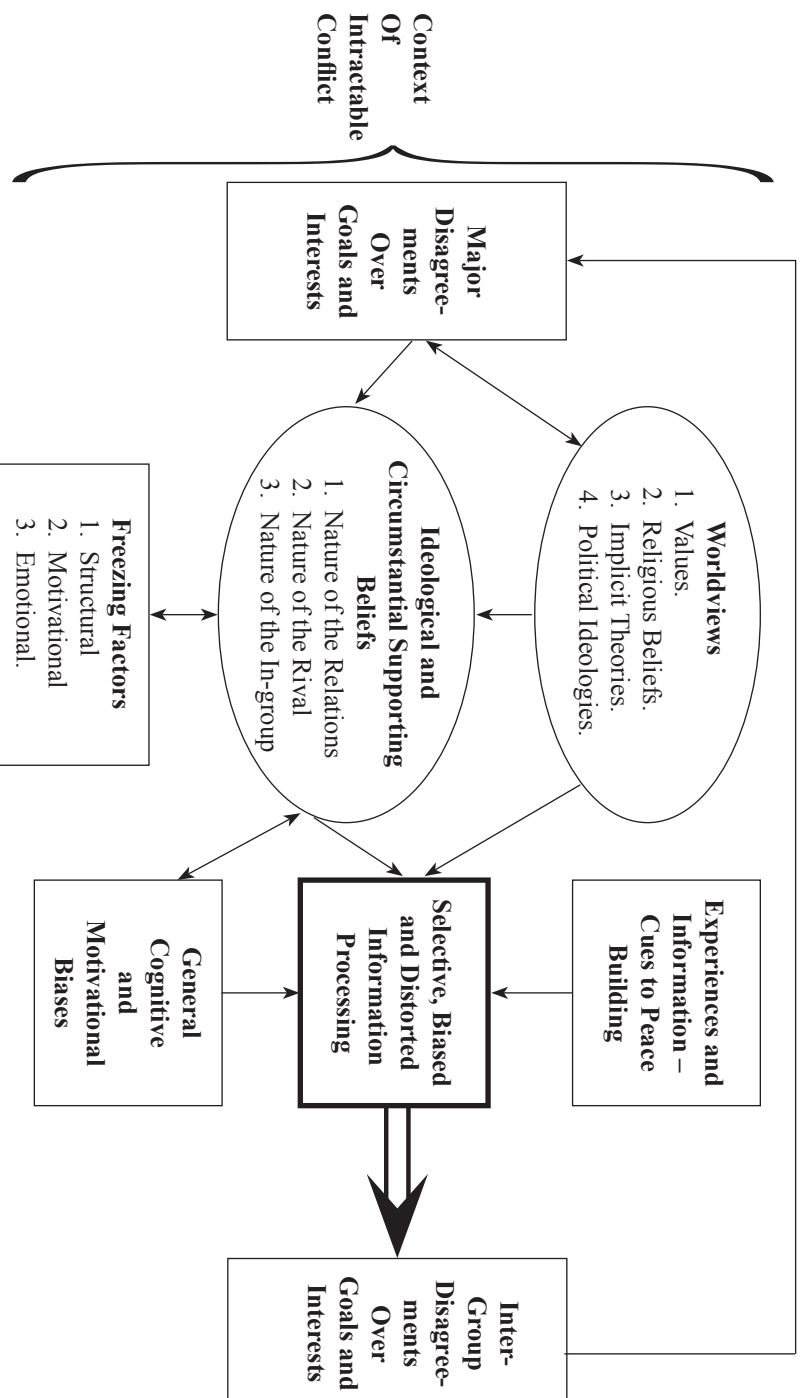 Context
Of
Intractable
Conflict
Major
Disagree-
ments
Over
Goals and
Interests
Worldviews
1. Values.
2. Religious Beliefs.
3. Implicit Theories.
4. Political Ideologies.
Ideological and
Circumstantial Supporting
Beliefs
1. Nature of the Relations
2. Nature of the Rival
3. Nature of the In-group
Freezing Factors
1. Structural
2. Motivational
3. Emotional.
Experiences and
Information –
Cues to Peace
Building
Selective, Biased
and Distorted
Information
Processing
General
Cognitive
and
Motivational
Biases
Inter-
Group
Disagree-
ments
Over
Goals and
Interests